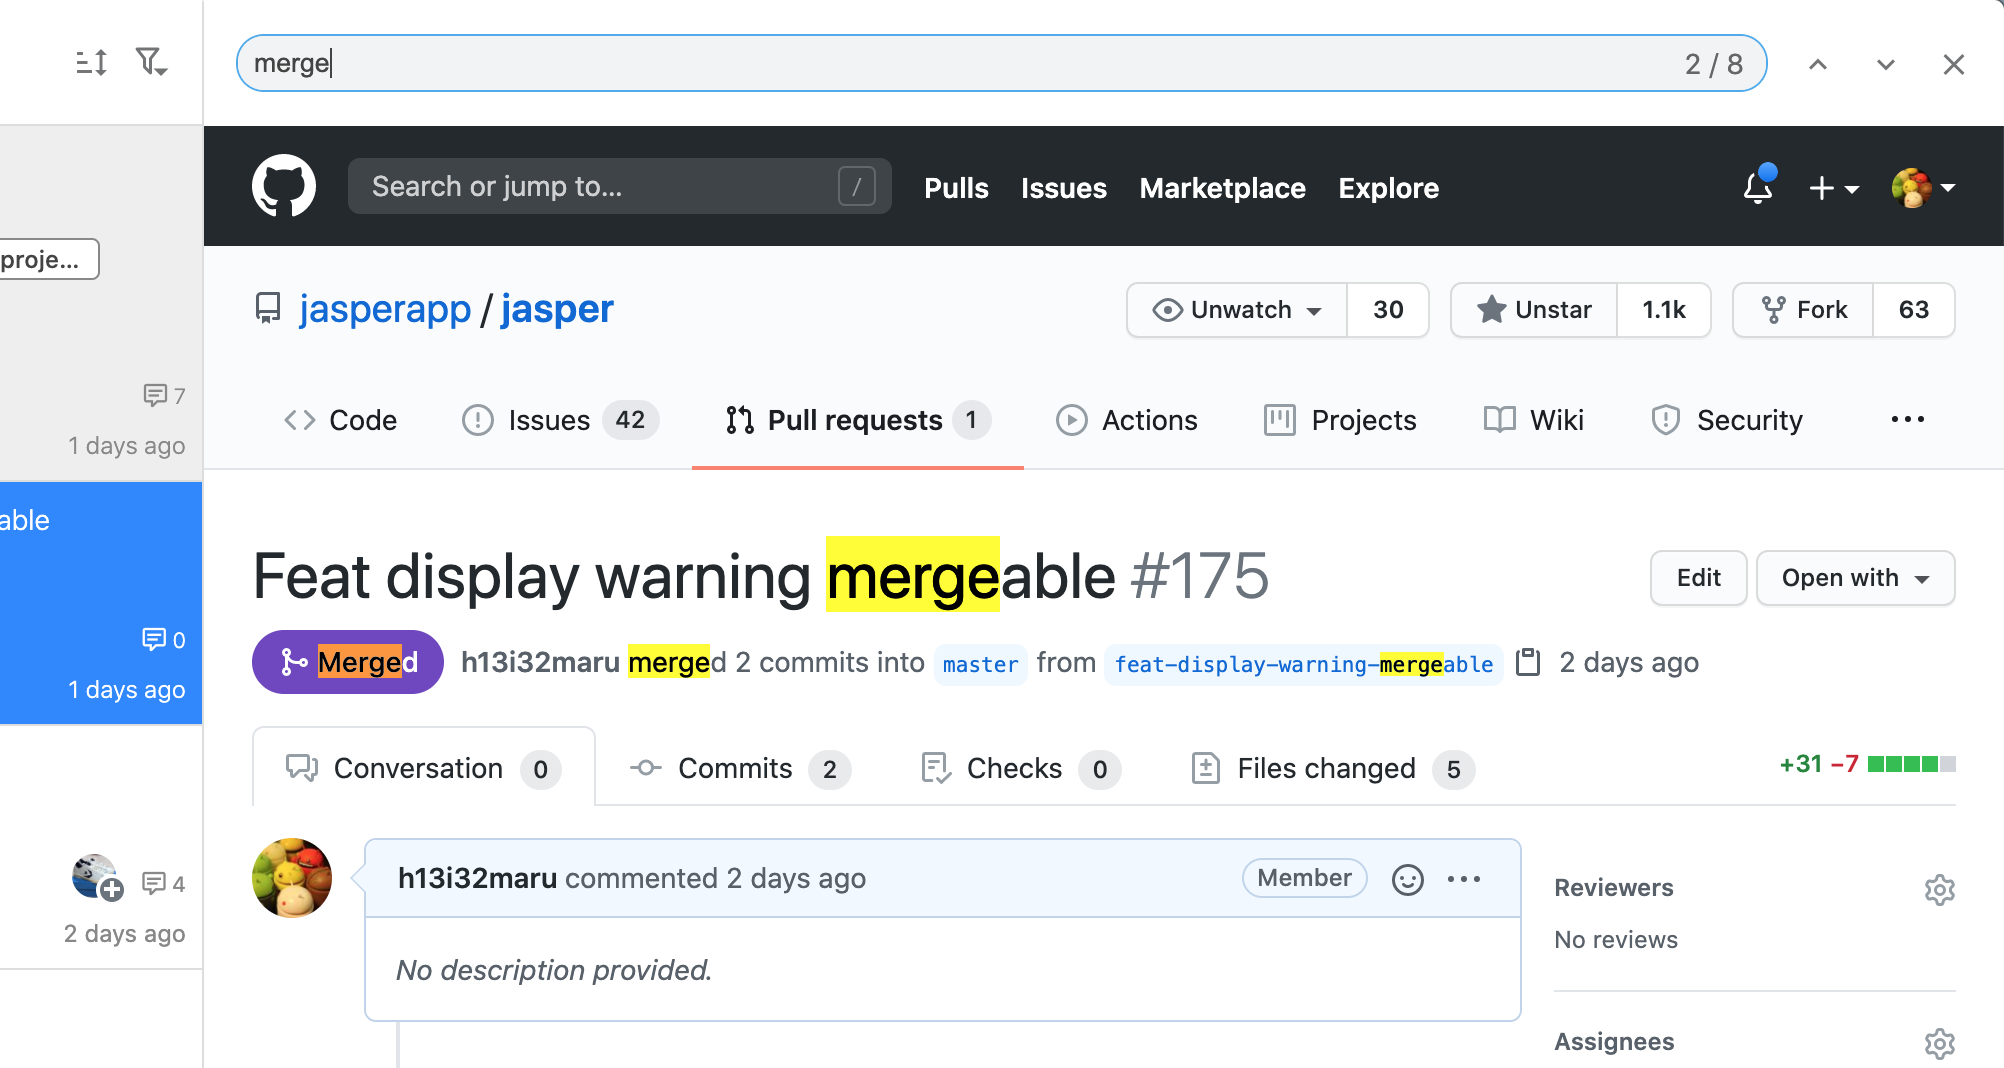 merge 2 / 8
Search or jump to... / Pulls Issues Marketplace Explore
proje...
jasperapp / jasper Unwatch 30 Unstar 1.1k Fork 63
7
1 days ago
Code Issues 42 Pull requests 1 Actions Projects Wiki Security ...
able
0
1 days ago
Feat display warning mergeable #175 Edit Open with
Merged h13i32maru merged 2 commits into master from feat-display-warning-mergeable 2 days ago
Conversation 0 Commits 2 Checks 0 Files changed 5 +31 −7
4
2 days ago
h13i32maru commented 2 days ago Member ...
No description provided.
Reviewers
No reviews
Assignees